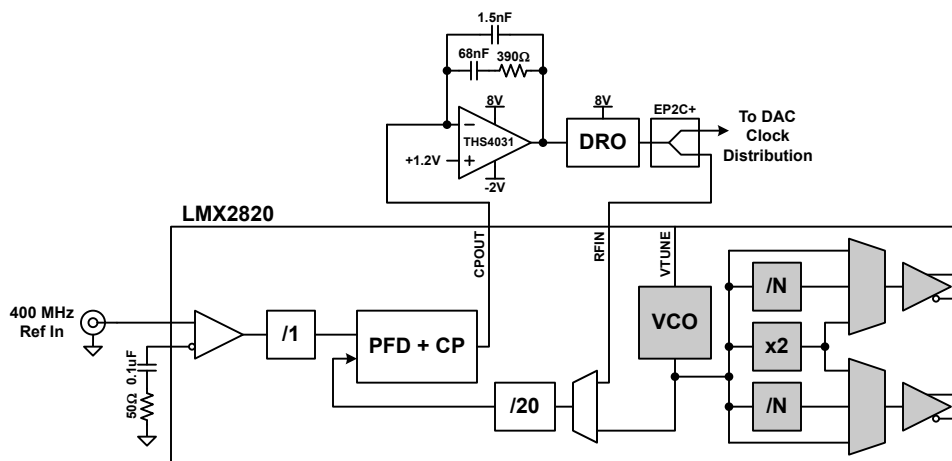 1.5nF
68nF
390Ω
8V
THS4031
+1.2V
-2V
8V
DRO
EP2C+
To DAC
Clock
Distribution
LMX2820
CPOUT
RFIN
VTUNE
400 MHz
Ref In
/1
PFD + CP
VCO
/N
x2
/N
/20
50Ω 0.1uF
−
+